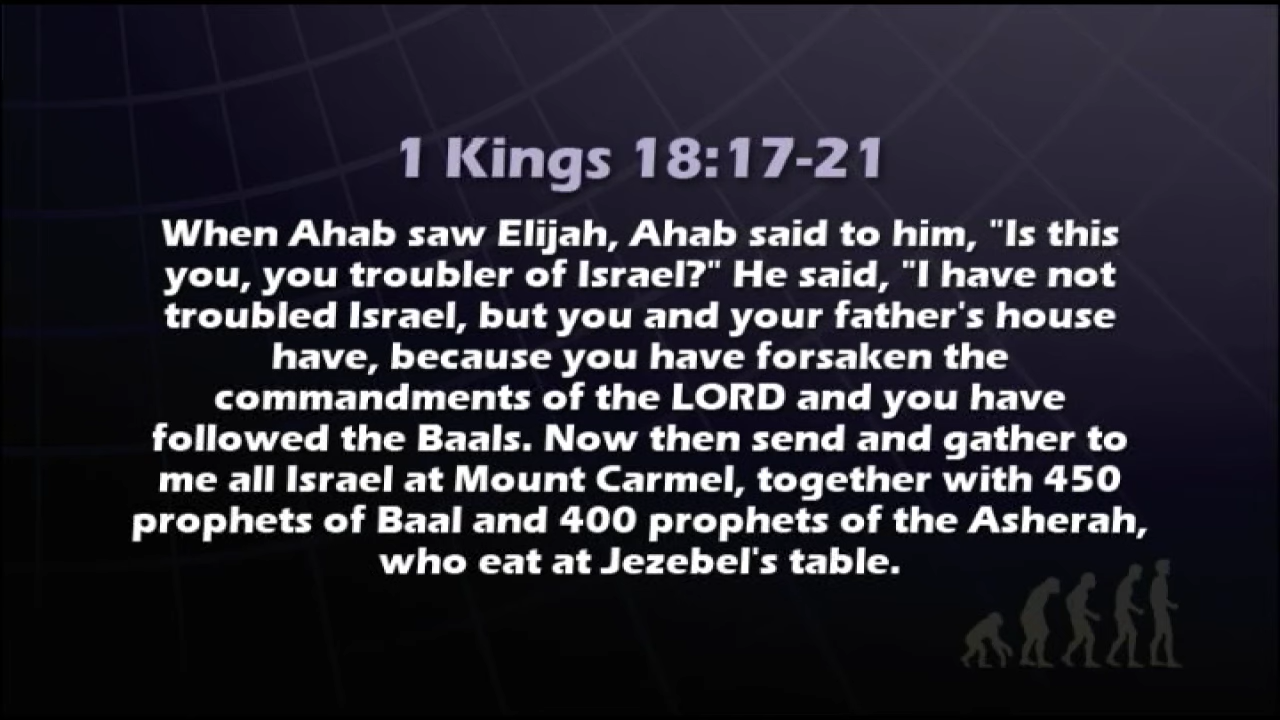 1 Kings 18:17-21
When Ahab saw Elijah, Ahab said to him, "Is this
you, you troubler of Israel?" He said, "I have not
troubled Israel, but you and your father's house
have, because you have forsaken the
commandments of the LORD and you have
followed the Baals. Now then send and gather to
me all Israel at Mount Carmel, together with 450
prophets of Baal and 400 prophets of the Asherah,
who eat at Jezebel's table.